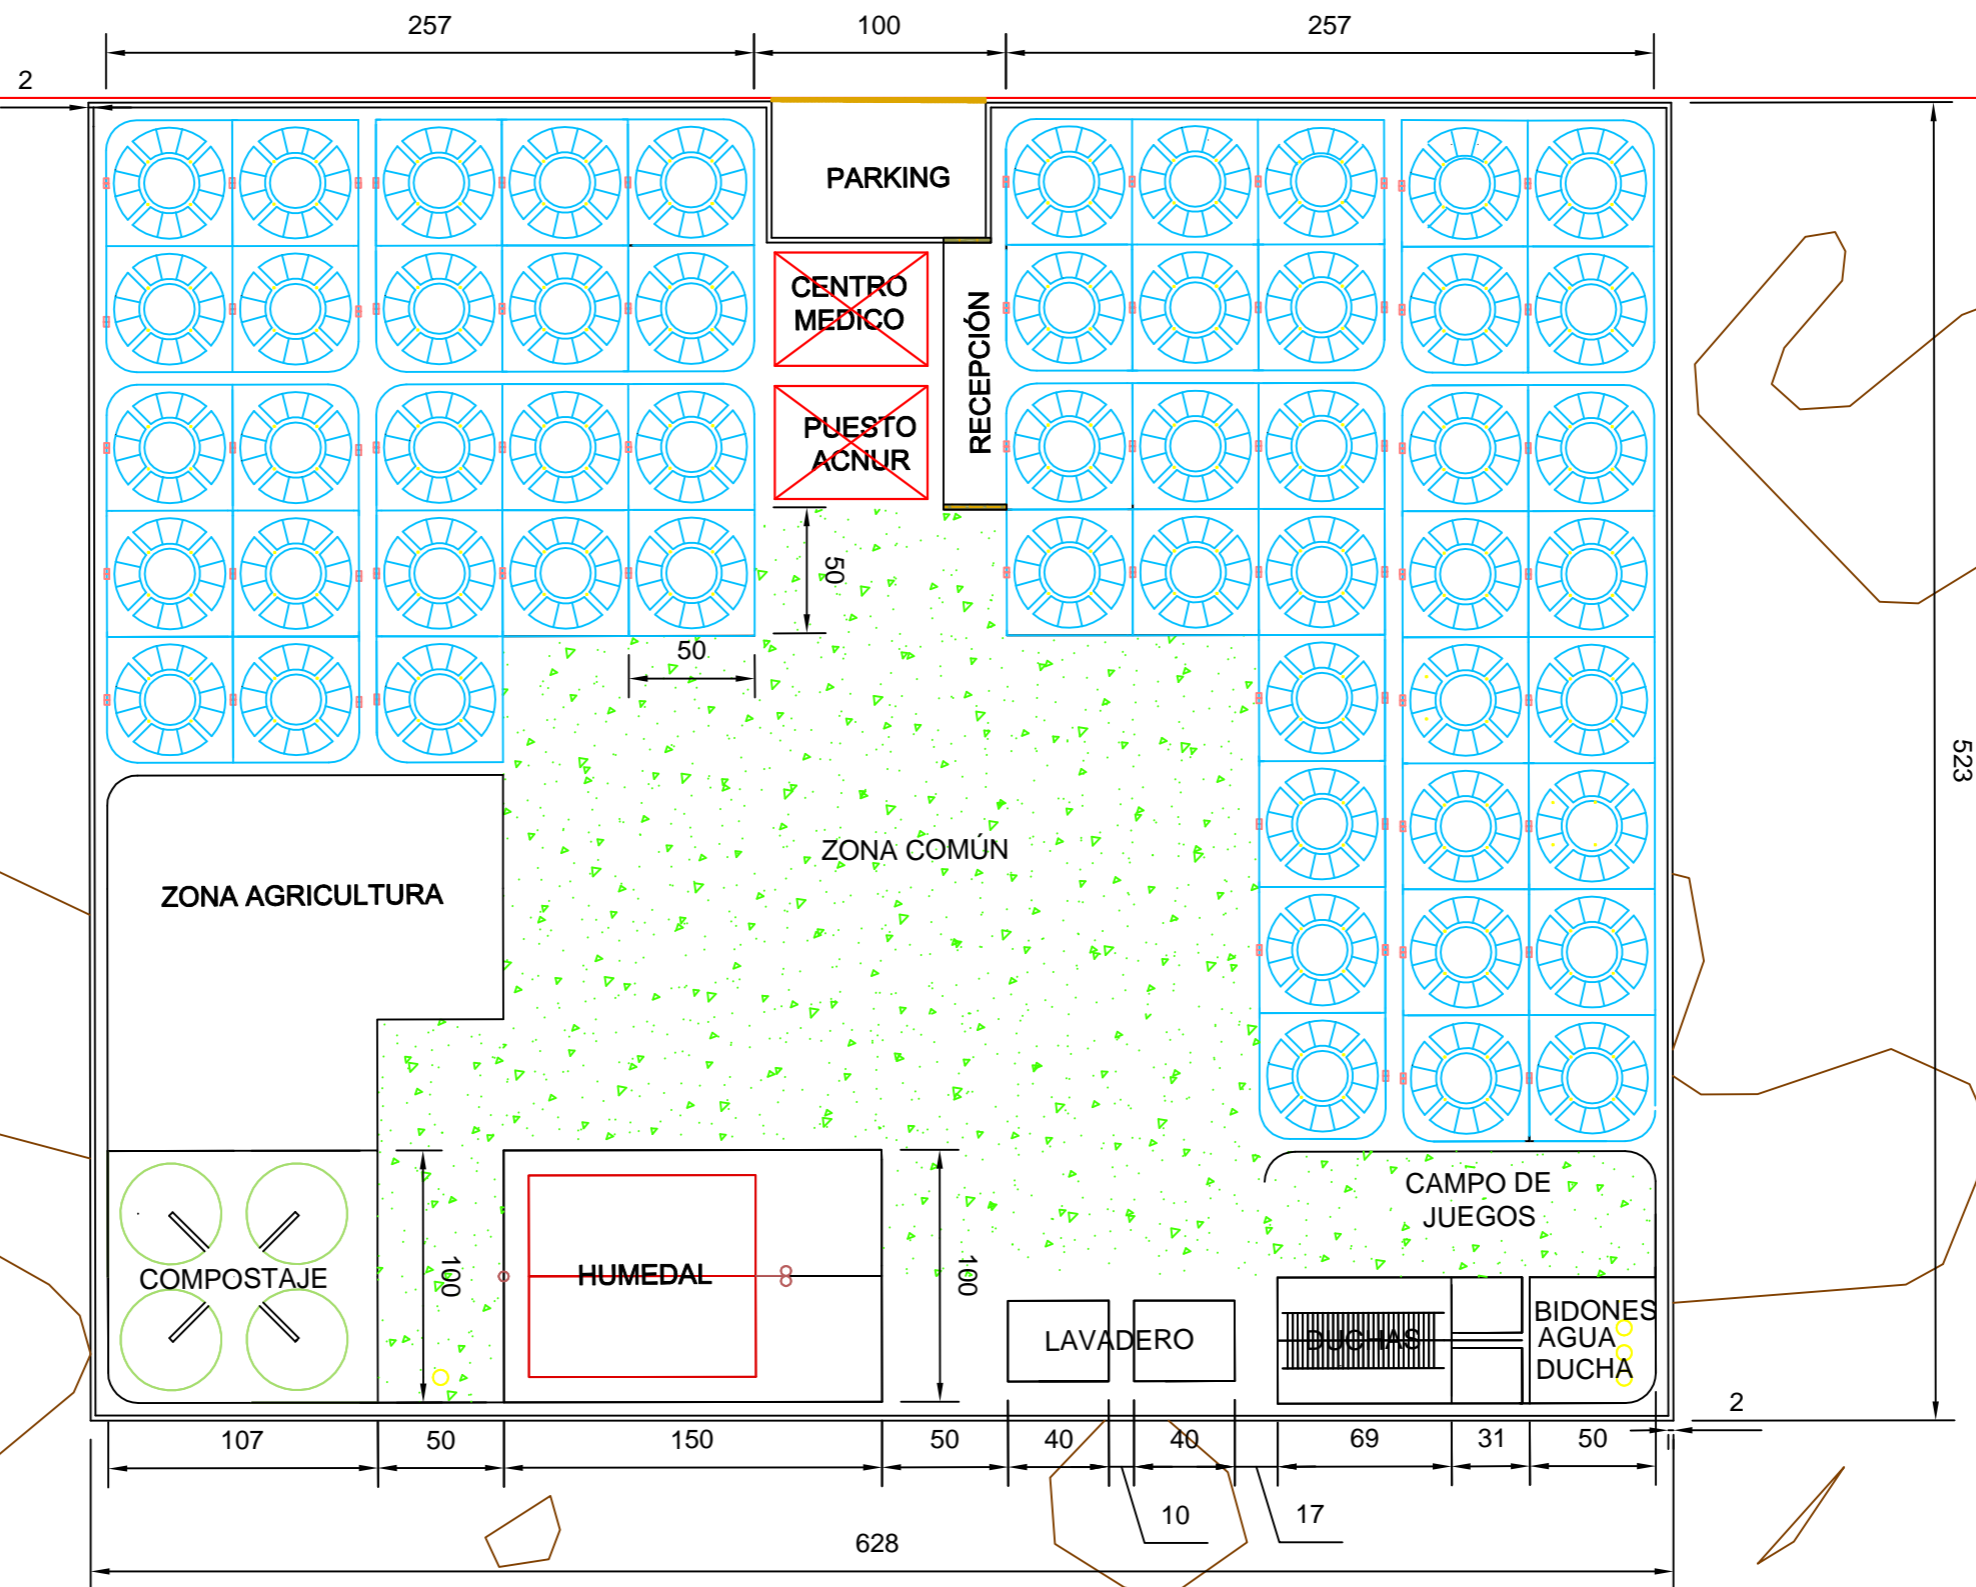 257
100
257
2
PARKING
CENTRO
MEDICO
RECEPCIÓN
PUESTO
ACNUR
50
50
523
ZONA COMÚN
ZONA AGRICULTURA
CAMPO DE
JUEGOS
100
100
COMPOSTAJE
HUMEDAL
LAVADERO
DUCHAS
BIDONES
AGUA
DUCHA
2
107
50
150
50
40
40
69
31
50
10
17
628